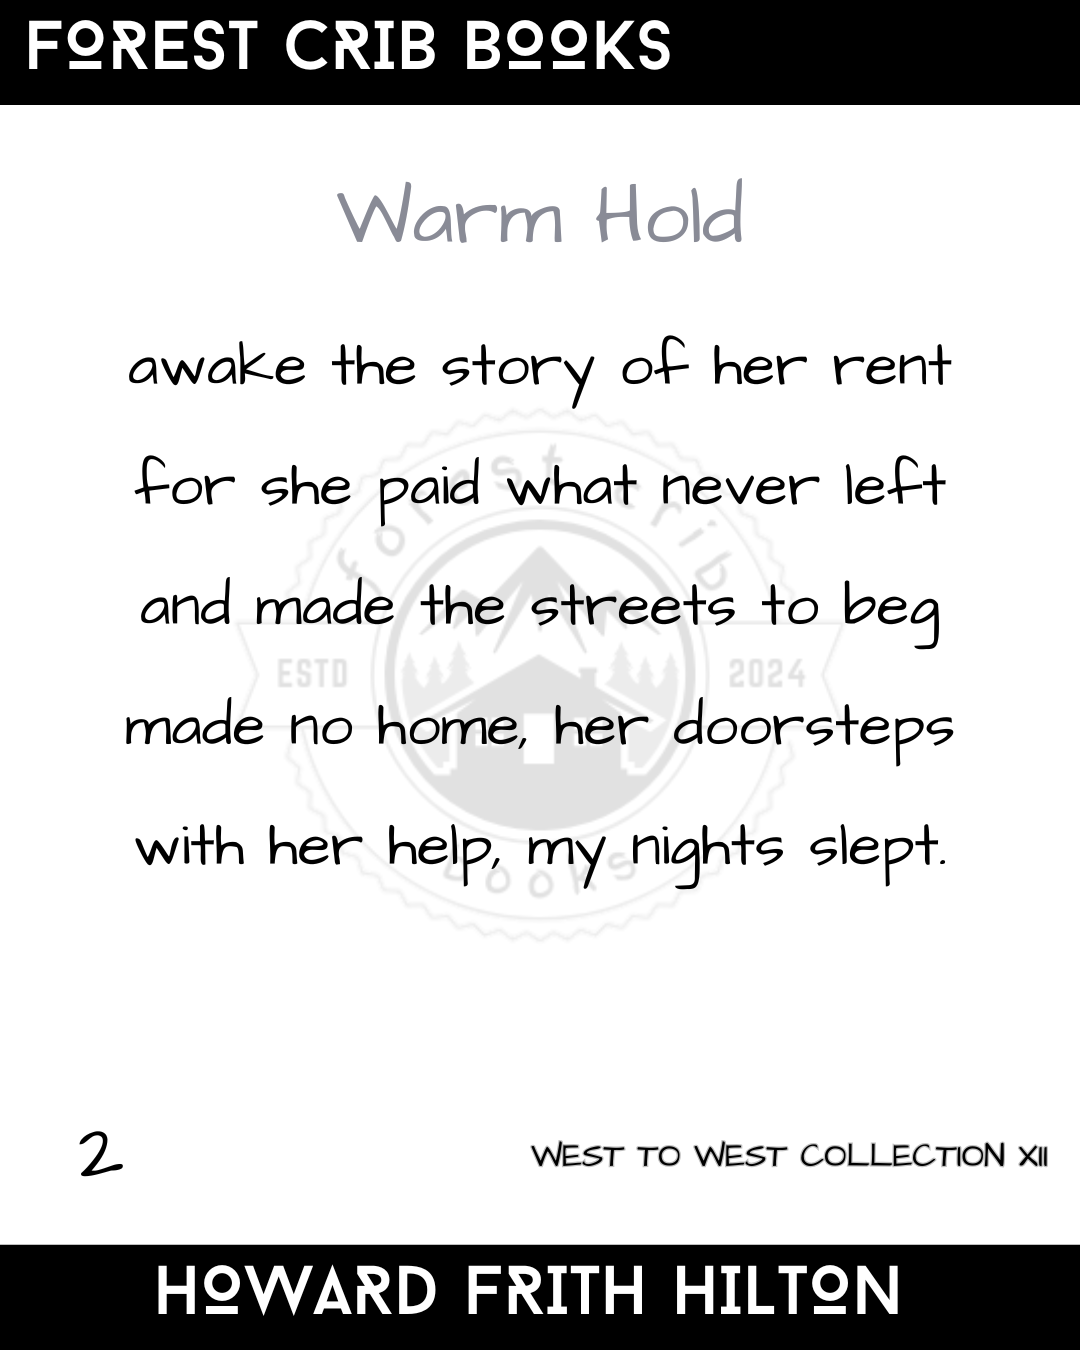 FOREST CRIB BOOKS
Warm Hold
awake the story of her rent
for she paid what never left
and made the streets to beg
made no home, her doorsteps
with her help, my nights slept.
forest crib
ESTD 2024
books
2
WEST TO WEST COLLECTION XII
HOWARD FRITH HILTON